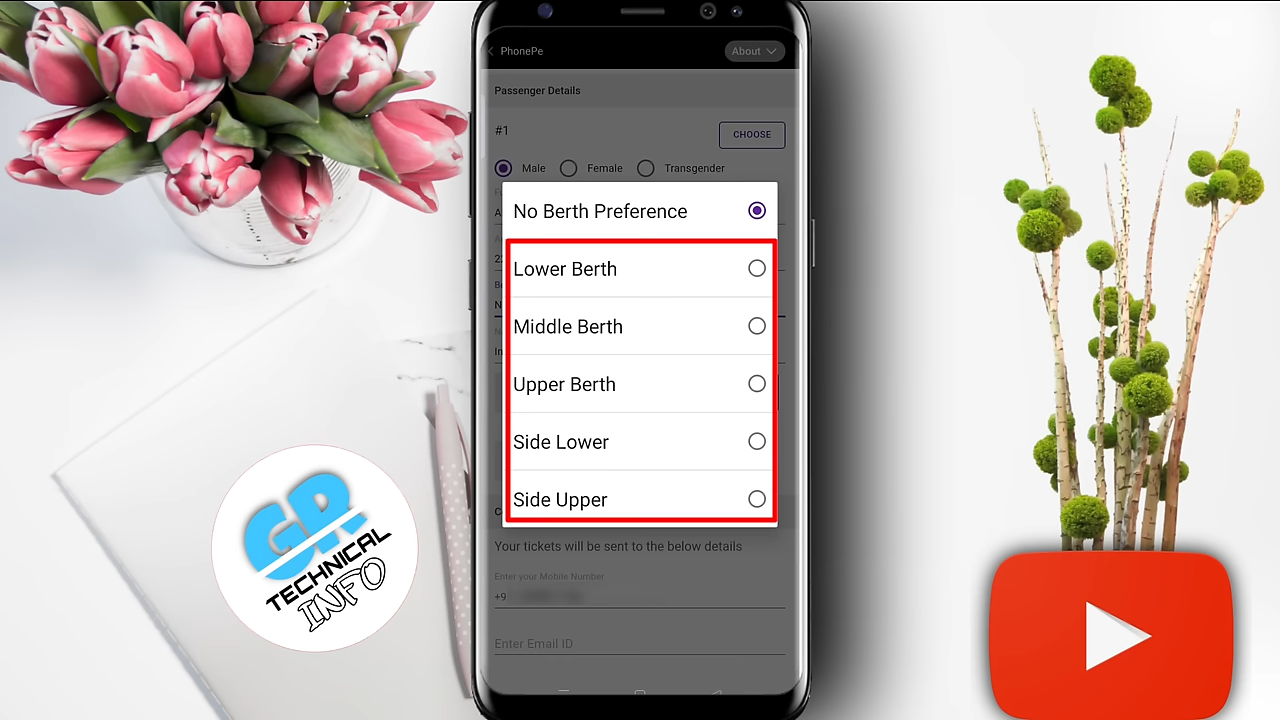 PhonePe
About
Passenger Details
#1
CHOOSE
Male
Female
Transgender
No Berth Preference
Lower Berth
Middle Berth
Upper Berth
Side Lower
Side Upper
Your tickets will be sent to the below details
Enter your Mobile Number
+9
Enter Email ID
GR
TECHNICAL
INFO